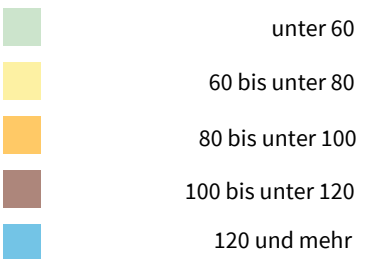 unter 60
60 bis unter 80
80 bis unter 100
100 bis unter 120
120 und mehr